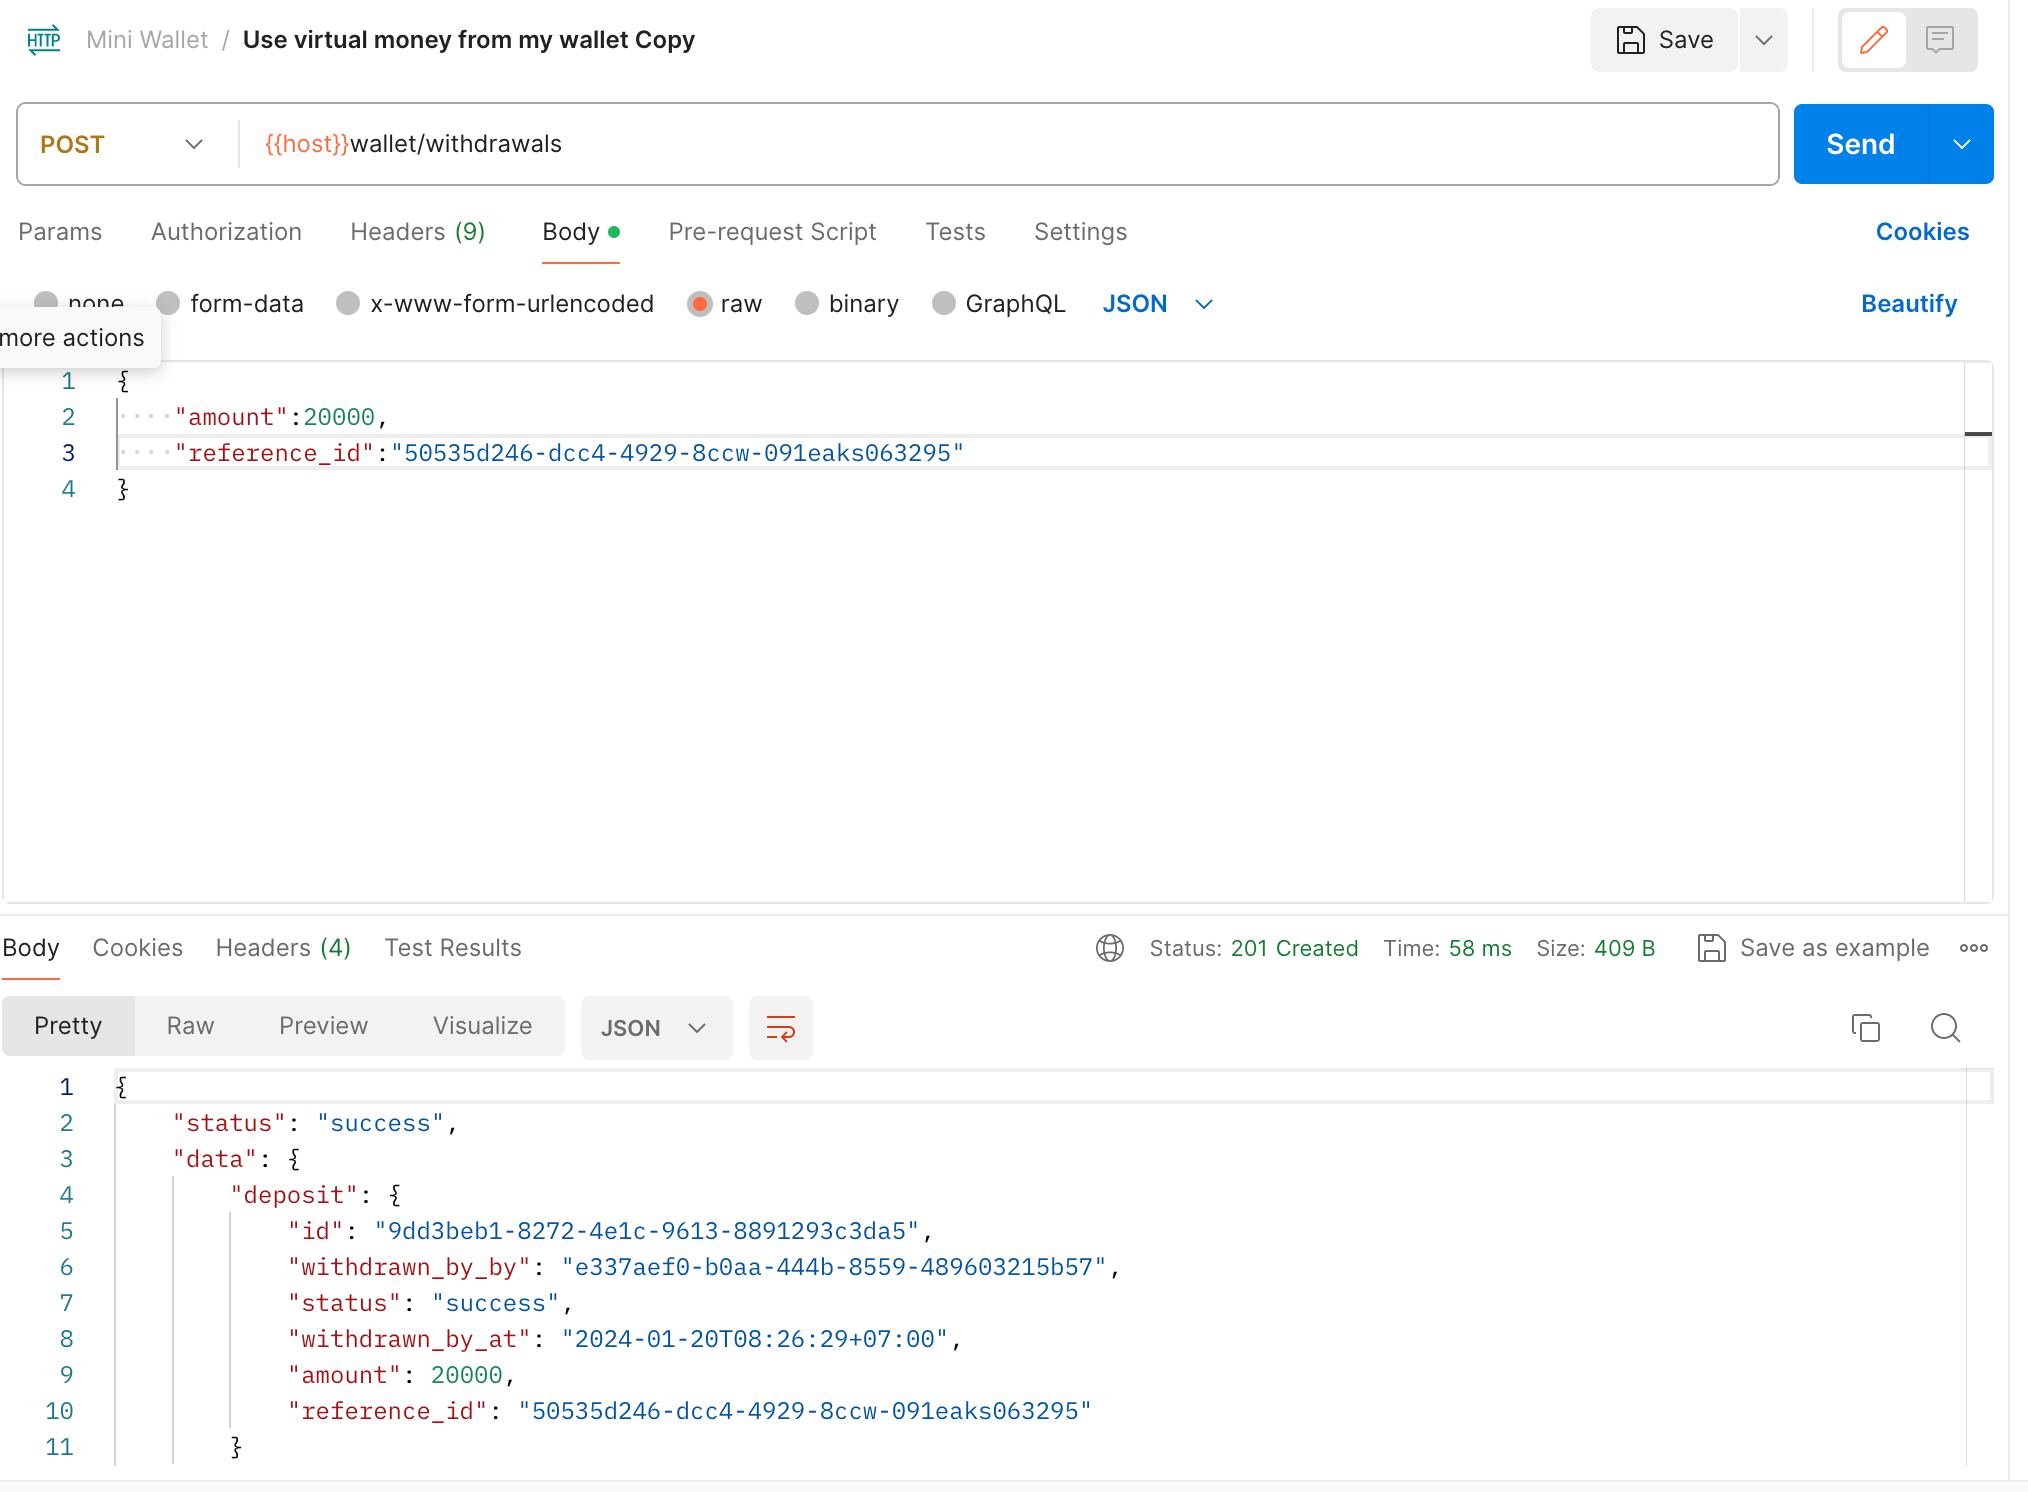 HTTP Mini Wallet / Use virtual money from my wallet Copy Save
POST {{host}}wallet/withdrawals Send
Params Authorization Headers (9) Body Pre-request Script Tests Settings Cookies
none form-data x-www-form-urlencoded raw binary GraphQL JSON Beautify
more actions
1 {
2 ····"amount":20000,
3 ····"reference_id":"50535d246-dcc4-4929-8ccw-091eaks063295"
4 }
Body Cookies Headers (4) Test Results Status: 201 Created Time: 58 ms Size: 409 B Save as example
Pretty Raw Preview Visualize JSON
1 {
2 "status": "success",
3 "data": {
4 "deposit": {
5 "id": "9dd3beb1-8272-4e1c-9613-8891293c3da5",
6 "withdrawn_by_by": "e337aef0-b0aa-444b-8559-489603215b57",
7 "status": "success",
8 "withdrawn_by_at": "2024-01-20T08:26:29+07:00",
9 "amount": 20000,
10 "reference_id": "50535d246-dcc4-4929-8ccw-091eaks063295"
11 }